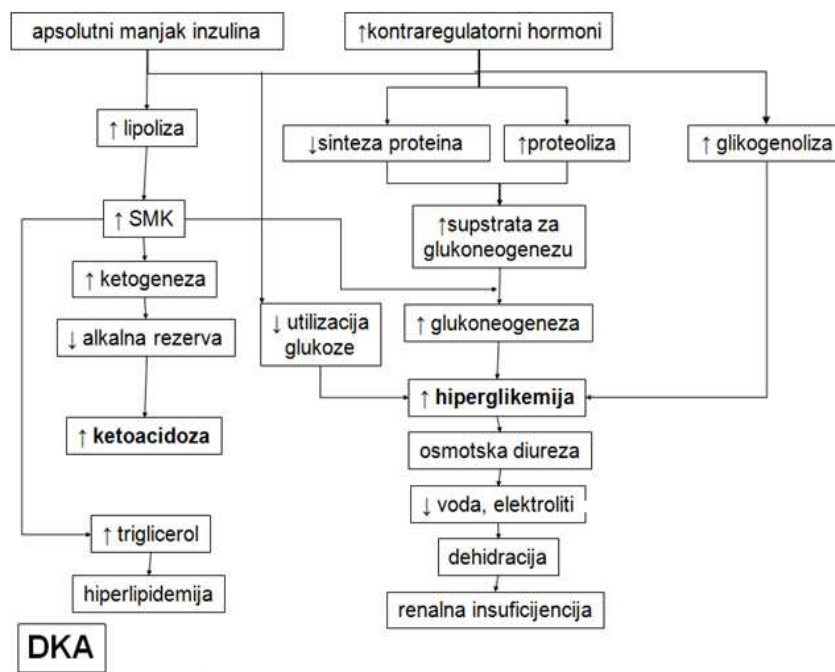 apsolutni manjak inzulina
↑kontraregulatorni hormoni
↑ lipoliza
↓sinteza proteina
↑proteoliza
↑ glikogenoliza
↑ SMK
↑supstrata za
glukoneogenezu
↑ ketogeneza
↓ utilizacija
glukoze
↑ glukoneogeneza
↓ alkalna rezerva
↑ hiperglikemija
↑ ketoacidoza
osmotska diureza
↓ voda, elektroliti
↑ triglicerol
dehidracija
hiperlipidemija
renalna insuficijencija
DKA